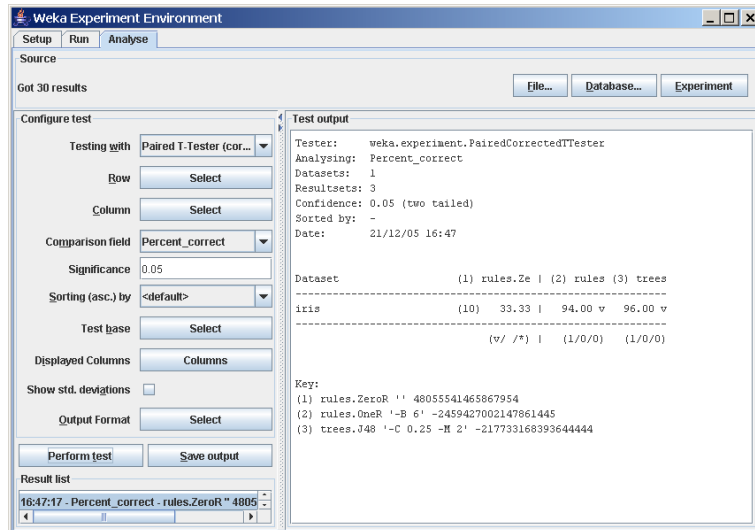 Weka Experiment Environment
Setup Run Analyse
Source
Got 30 results
File... Database... Experiment
Configure test
Testing with Paired T-Tester (cor...
Row Select
Column Select
Comparison field Percent_correct
Significance 0.05
Sorting (asc.) by <default>
Test base Select
Displayed Columns Columns
Show std. deviations
Output Format Select
Perform test Save output
Result list
16:47:17 - Percent_correct - rules.ZeroR '' 4805
Test output
Tester: weka.experiment.PairedCorrectedTTester
Analysing: Percent_correct
Datasets: 1
Resultsets: 3
Confidence: 0.05 (two tailed)
Sorted by: -
Date: 21/12/05 16:47
Dataset (1) rules.Ze | (2) rules (3) trees
----------------------------------------------------------
iris (10) 33.33 | 94.00 v 96.00 v
----------------------------------------------------------
(v/ /*) | (1/0/0) (1/0/0)
Key:
(1) rules.ZeroR '' 48055541465867954
(2) rules.OneR '-B 6' -2459427002147861445
(3) trees.J48 '-C 0.25 -M 2' -217733168393644444